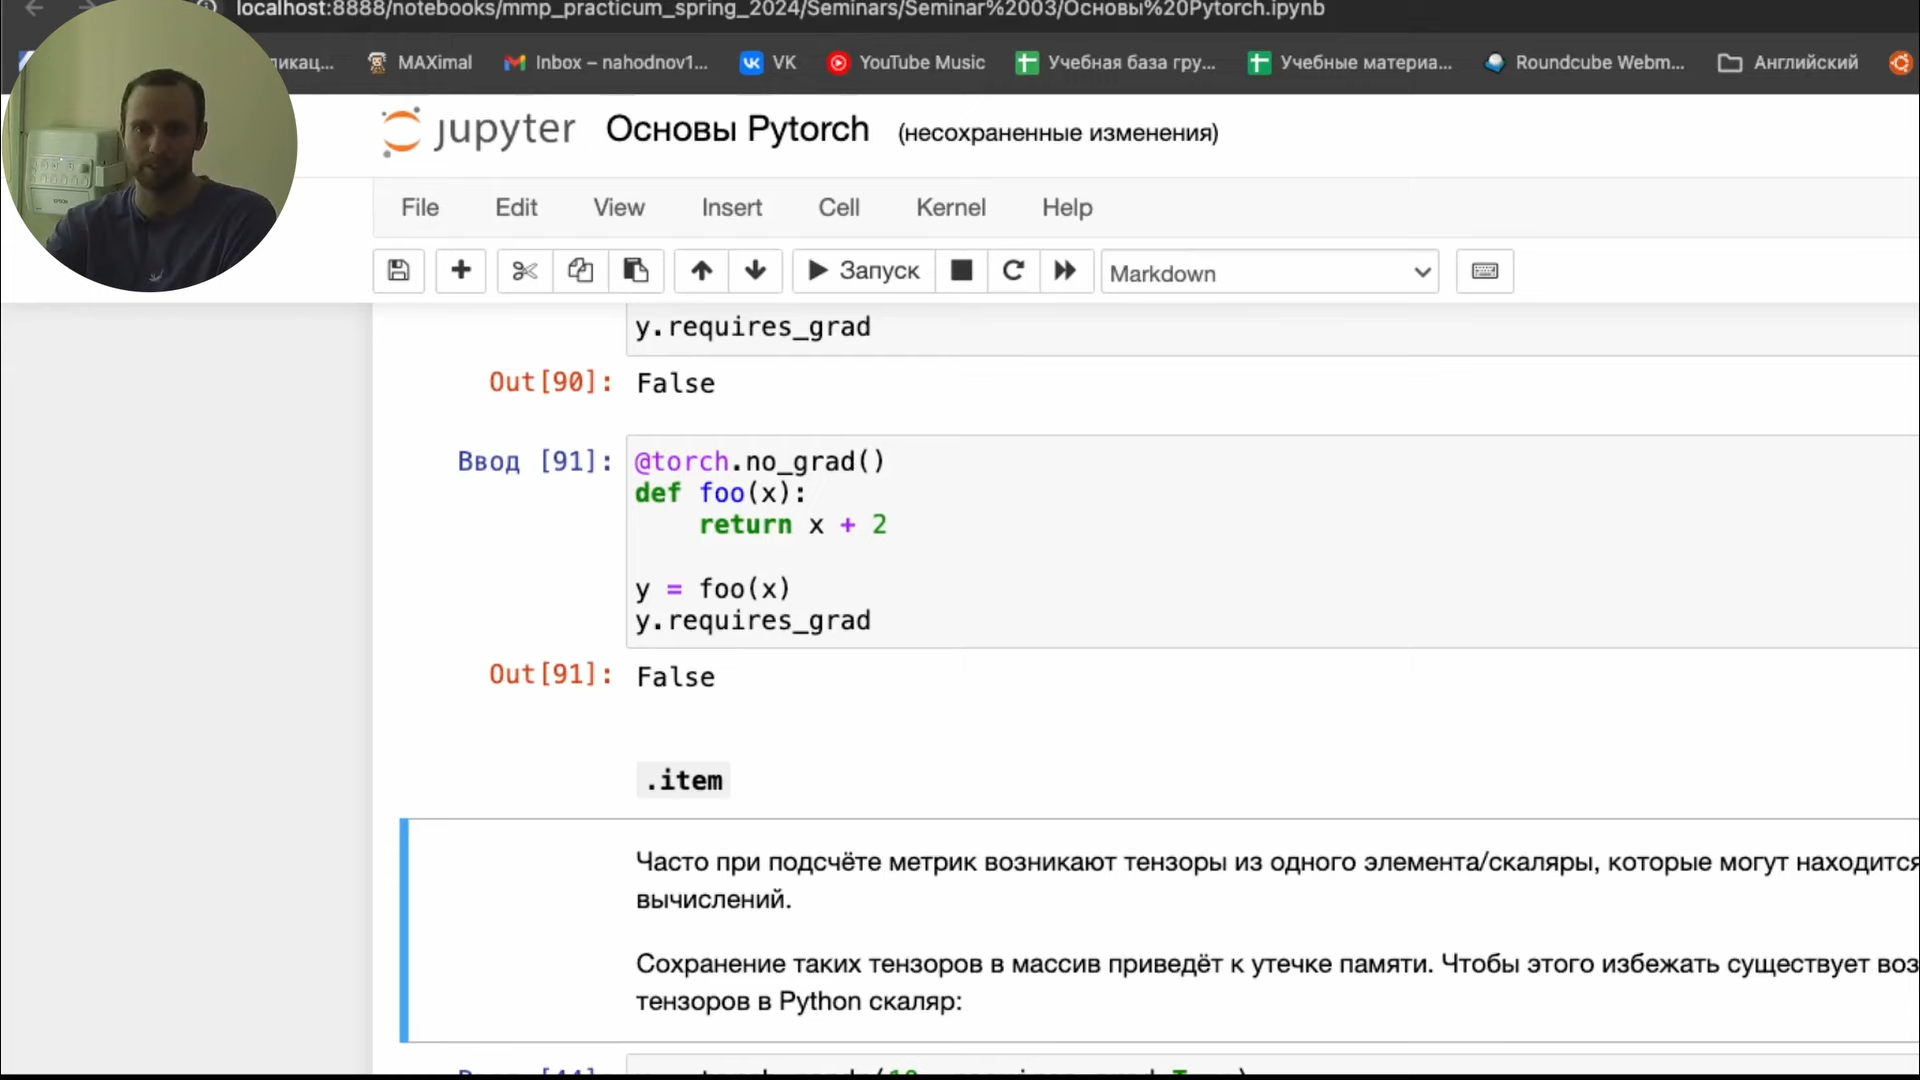 localhost:8888/notebooks/mmp_practicum_spring_2024/Seminars/Seminar%2003/Основы%20Pytorch.ipynb
MAXimal Inbox – nahodnov1... VK YouTube Music Учебная база гру... Учебные материа... Roundcube Webm... Английский
jupyter Основы Pytorch (несохраненные изменения)
File Edit View Insert Cell Kernel Help
Запуск Markdown
y.requires_grad
Out[90]: False
Ввод [91]: @torch.no_grad()
def foo(x):
return x + 2
y = foo(x)
y.requires_grad
Out[91]: False
.item
Часто при подсчёте метрик возникают тензоры из одного элемента/скаляры, которые могут находится
вычислений.
Сохранение таких тензоров в массив приведёт к утечке памяти. Чтобы этого избежать существует воз
тензоров в Python скаляр: